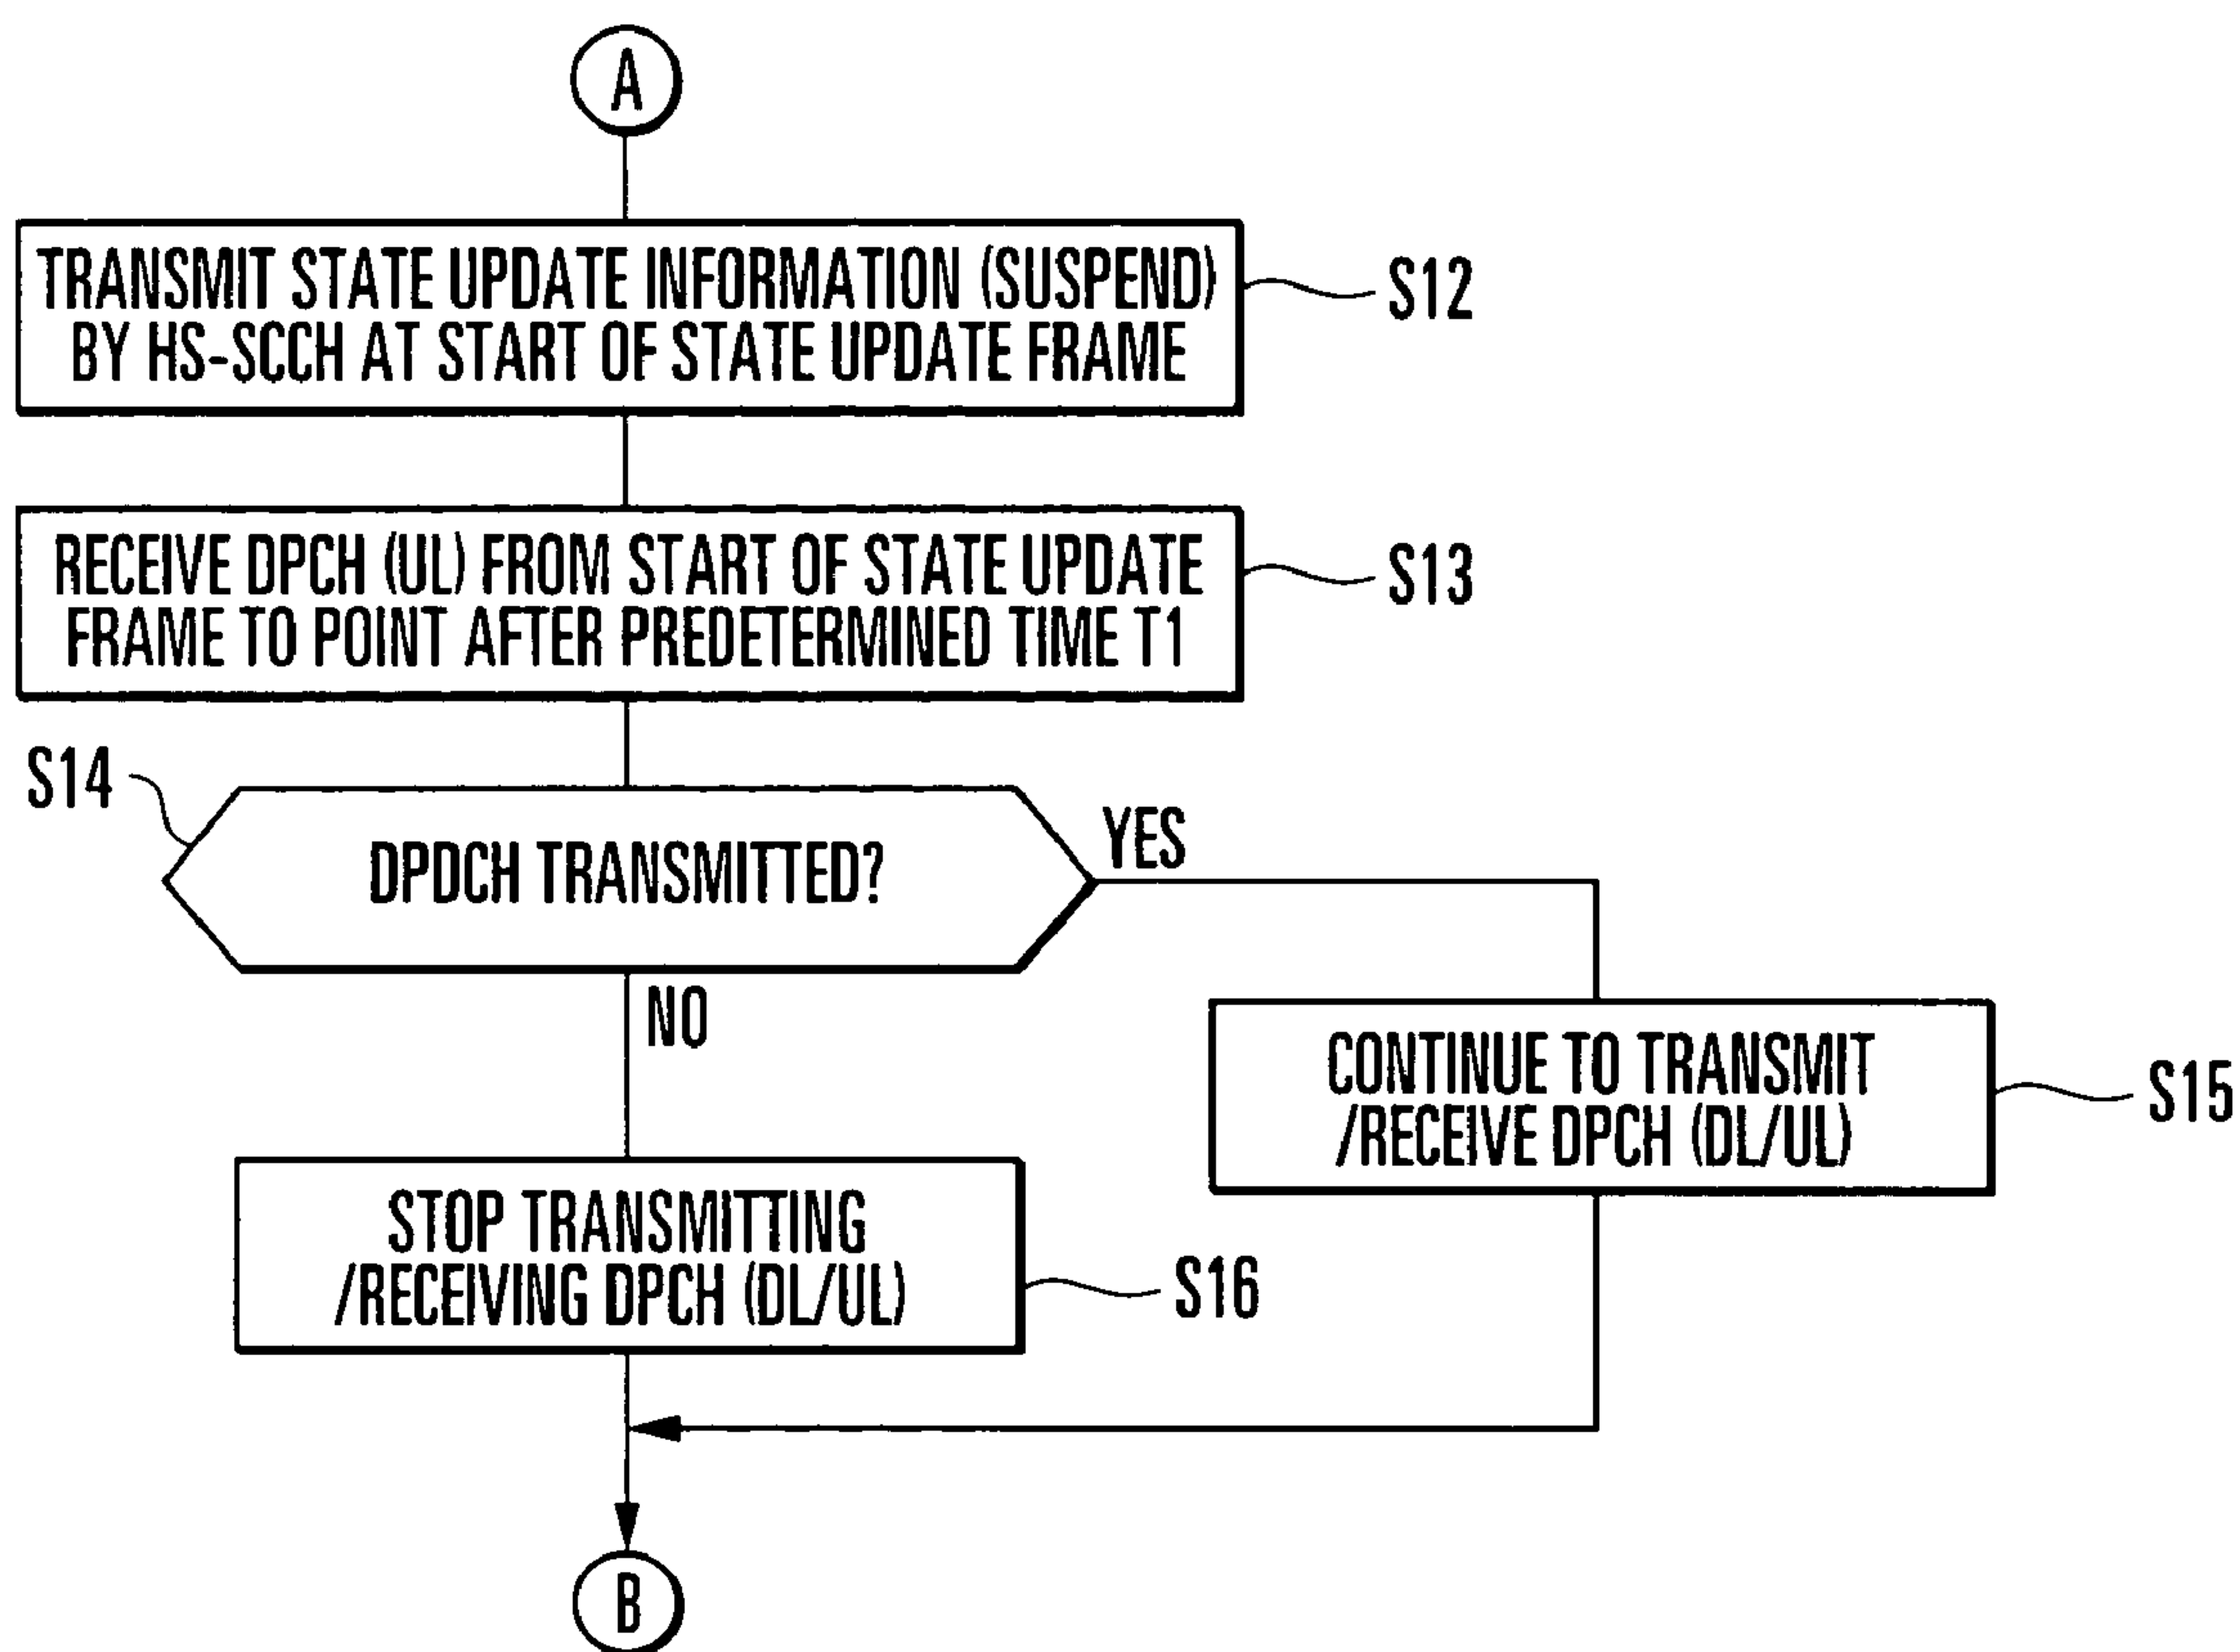 A
TRANSMIT STATE UPDATE INFORMATION (SUSPEND)
BY HS-SCCH AT START OF STATE UPDATE FRAME
S12
RECEIVE DPCH (UL) FROM START OF STATE UPDATE
FRAME TO POINT AFTER PREDETERMINED TIME T1
S13
S14
DPDCH TRANSMITTED?
YES
NO
CONTINUE TO TRANSMIT
/RECEIVE DPCH (DL/UL)
S15
STOP TRANSMITTING
/RECEIVING DPCH (DL/UL)
S16
B